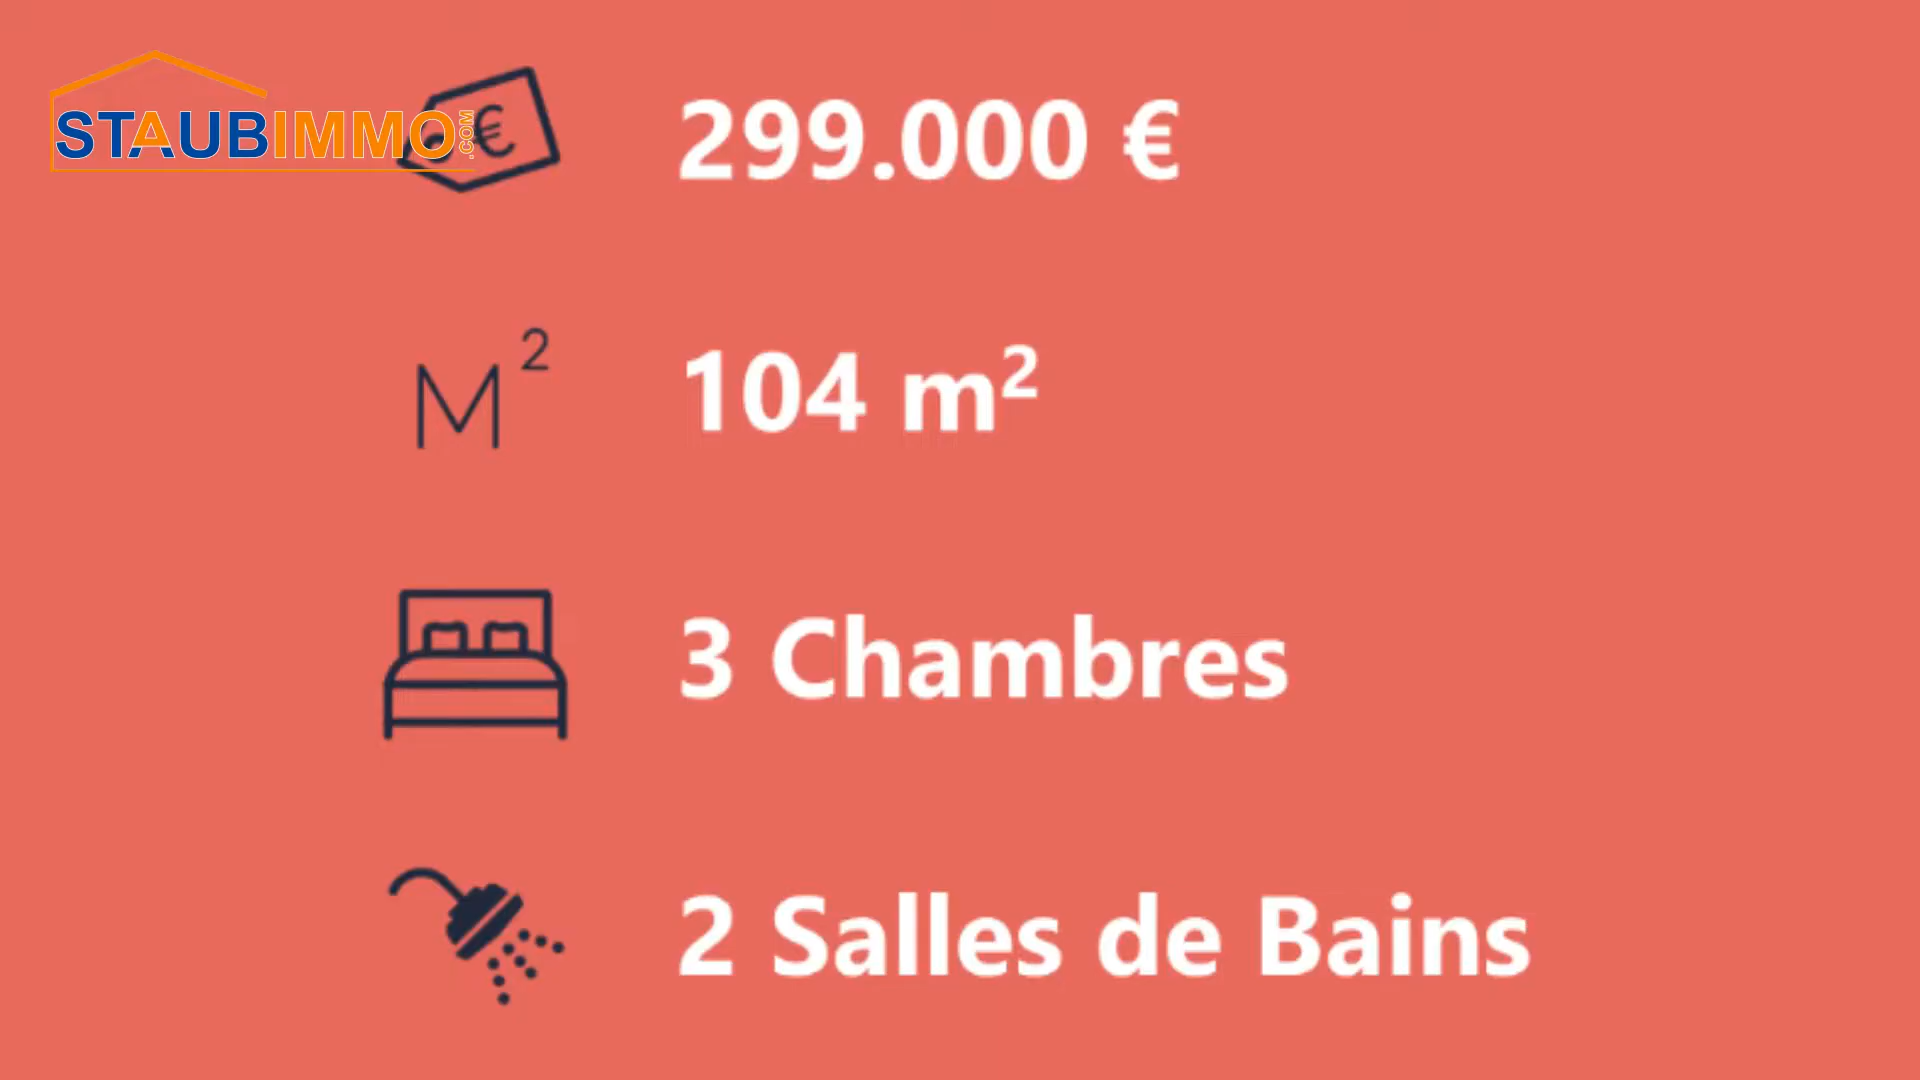 STAUBIMMO.COM
€
299.000 €
M²
104 m²
3 Chambres
2 Salles de Bains